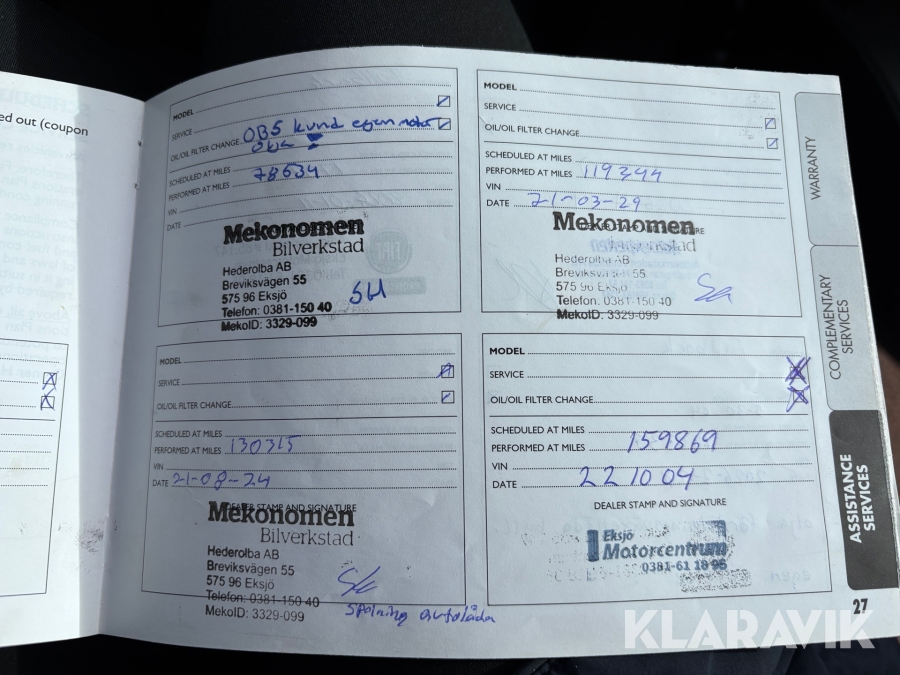 ed out (coupon
MODEL
SERVICE
OIL/OIL FILTER CHANGE OBS kund egen motor
olja
SCHEDULED AT MILES
PERFORMED AT MILES 78634
VIN
DATE
Mekonomen
Bilverkstad
Hederolba AB
Breviksvägen 55
575 96 Eksjö
Telefon: 0381-150 40
MekoID: 3329-099
MODEL
SERVICE
OIL/OIL FILTER CHANGE
SCHEDULED AT MILES
PERFORMED AT MILES 119344
VIN
DATE 21-03-29
Mekonomen
Bilverkstad
Hederolba AB
Breviksvägen 55
575 96 Eksjö
Telefon: 0381-150 40
MekoID: 3329-099
MODEL
SERVICE
OIL/OIL FILTER CHANGE
SCHEDULED AT MILES
PERFORMED AT MILES 130315
VIN
DATE 21-08-24
DEALER STAMP AND SIGNATURE
Mekonomen
Bilverkstad
Hederolba AB
Breviksvägen 55
575 96 Eksjö
Telefon: 0381-150 40
MekoID: 3329-099
Spolning avtolåda
MODEL
SERVICE
OIL/OIL FILTER CHANGE
SCHEDULED AT MILES
PERFORMED AT MILES 159869
VIN
DATE 221004
DEALER STAMP AND SIGNATURE
Eksjö
Motorcentrum
0381-61 18 96
WARRANTY
COMPLEMENTARY
SERVICES
ASSISTANCE
SERVICES
27
KLARAVIK